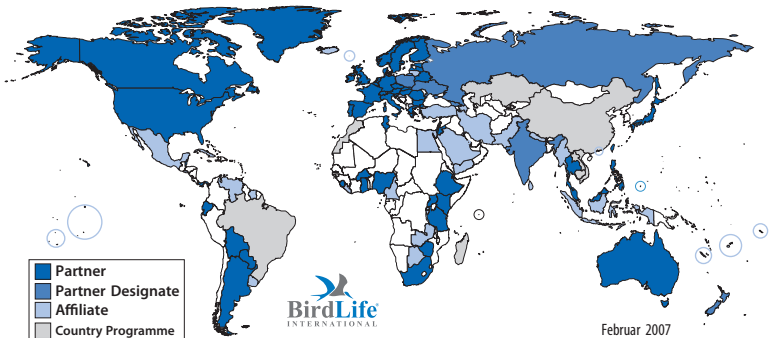 Partner
Partner Designate
Affiliate
Country Programme
BirdLife®
INTERNATIONAL
Februar 2007